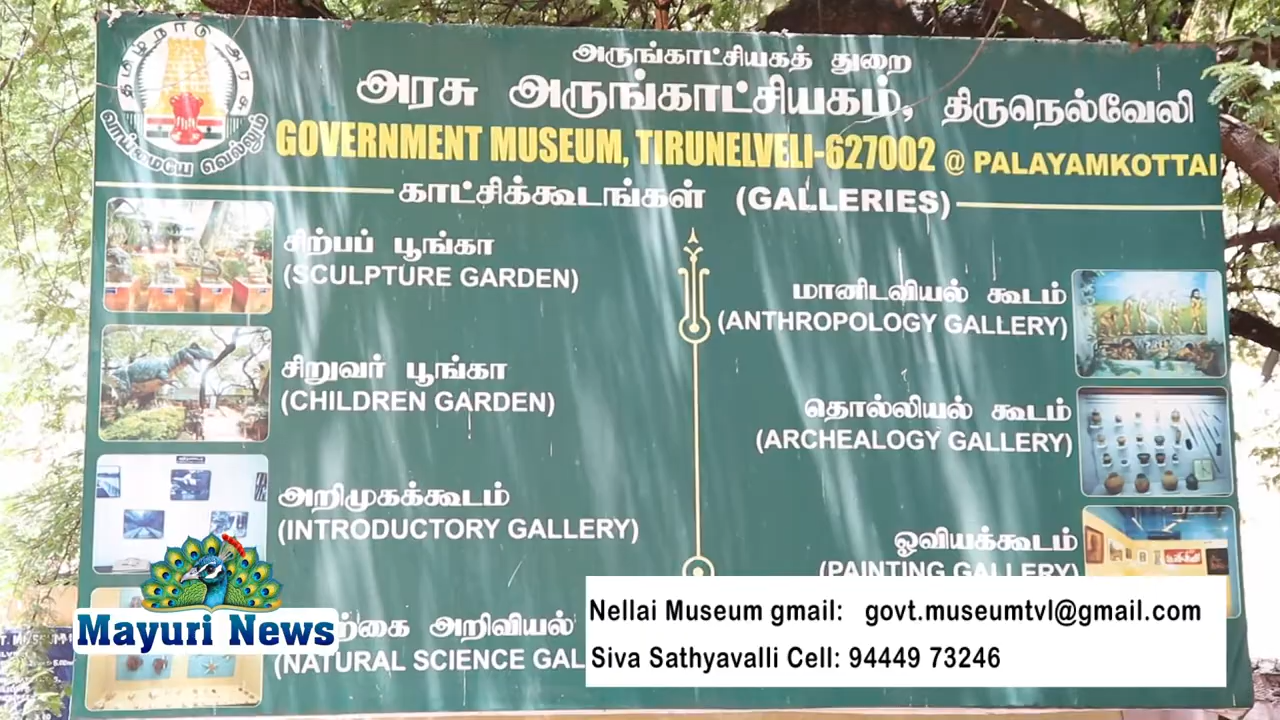 தமிழ்நாடு அரசு
வாய்மையே வெல்லும்
அருங்காட்சியகத் துறை
அரசு அருங்காட்சியகம், திருநெல்வேலி
GOVERNMENT MUSEUM, TIRUNELVELI-627002 @ PALAYAMKOTTAI
காட்சிக்கூடங்கள் (GALLERIES)
சிற்பப் பூங்கா
(SCULPTURE GARDEN)
சிறுவர் பூங்கா
(CHILDREN GARDEN)
அறிமுகக்கூடம்
(INTRODUCTORY GALLERY)
அறிவியல்
(NATURAL SCIENCE GAL
மானிடவியல் கூடம்
(ANTHROPOLOGY GALLERY)
தொல்லியல் கூடம்
(ARCHEALOGY GALLERY)
ஓவியக்கூடம்
(PAINTING GALLERY)
Mayuri News
Nellai Museum gmail: govt.museumtvl@gmail.com
Siva Sathyavalli Cell: 94449 73246